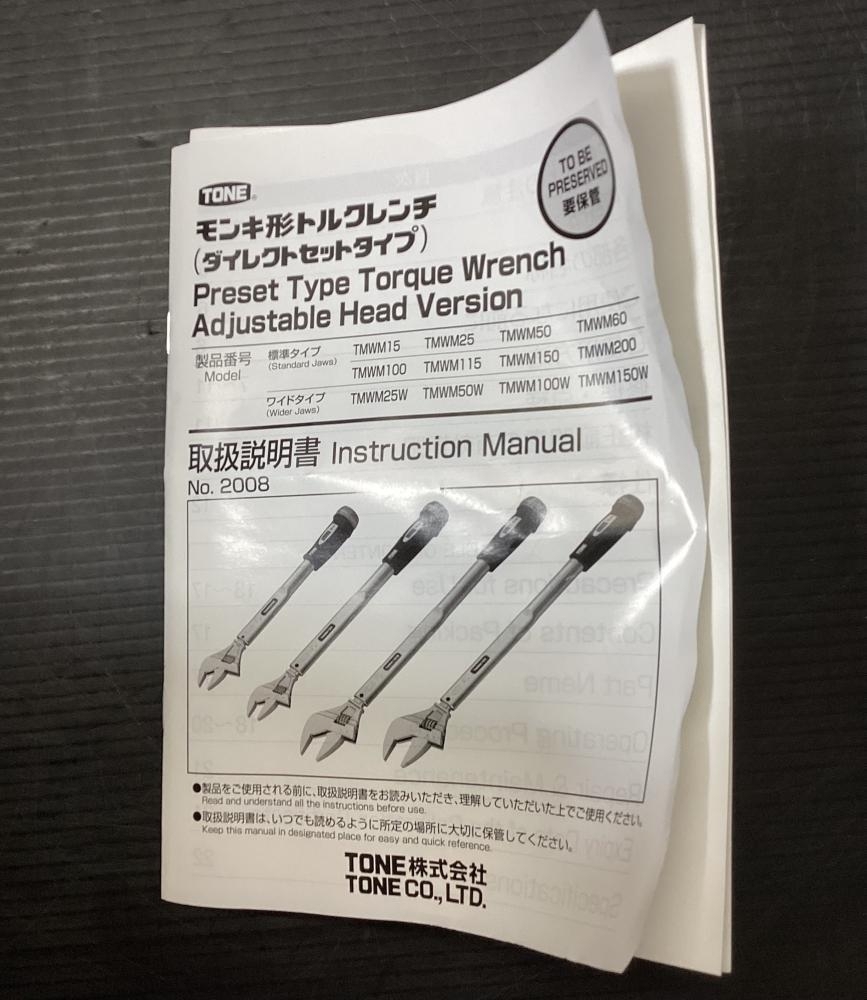 TONE®
TO BE
PRESERVED
要保管
モンキ形トルクレンチ
(ダイレクトセットタイプ)
Preset Type Torque Wrench
Adjustable Head Version
製品番号
Model
標準タイプ
(Standard Jaws)
TMWM15 TMWM25 TMWM50 TMWM60
TMWM100 TMWM115 TMWM150 TMWM200
ワイドタイプ
(Wider Jaws)
TMWM25W TMWM50W TMWM100W TMWM150W
取扱説明書 Instruction Manual
No. 2008
●製品をご使用される前に、取扱説明書をお読みいただき、理解していただいた上でご使用ください。
Read and understand all the instructions before use.
●取扱説明書は、いつでも読めるように所定の場所に大切に保管してください。
Keep this manual in designated place for easy and quick reference.
TONE株式会社
TONE CO., LTD.